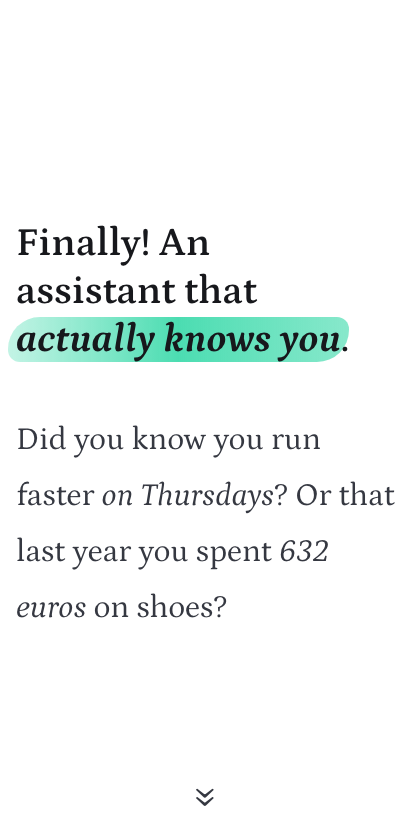 Finally! An
assistant that
actually knows you.
Did you know you run
faster on Thursdays? Or that
last year you spent 632
euros on shoes?